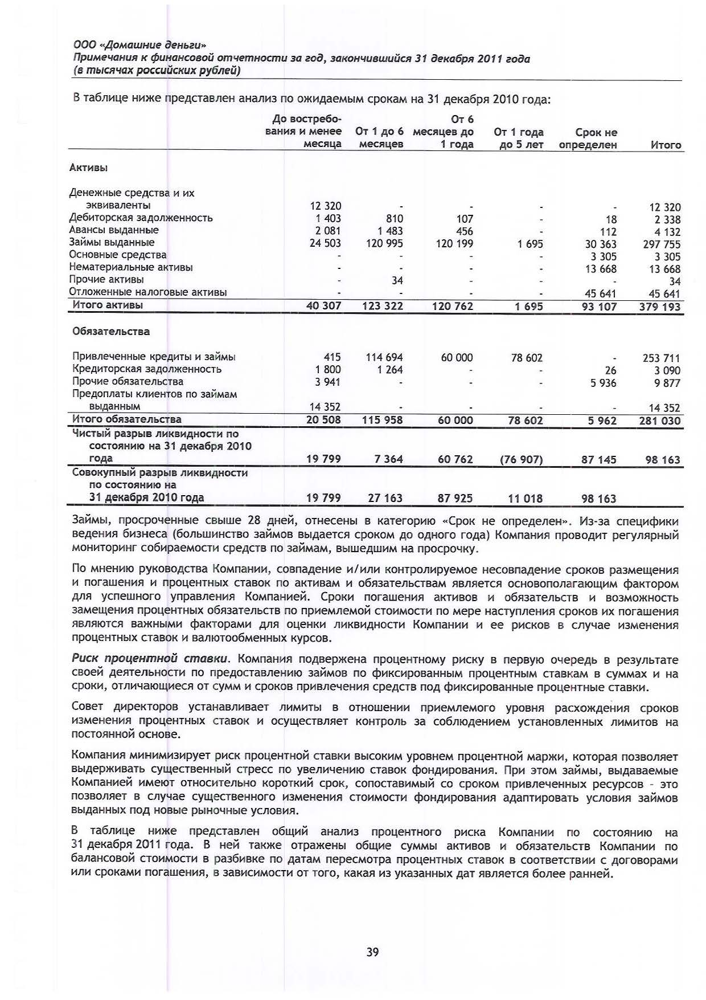 ООО «Домашние деньги»
Примечания к финансовой отчетности за год, закончившийся 31 декабря 2011 года
(в тысячах российских рублей)
В таблице ниже представлен анализ по ожидаемым срокам на 31 декабря 2010 года:
До востребо- От 6
вания и менее От 1 до 6 месяцев до От 1 года Срок не
месяца месяцев 1 года до 5 лет определен Итого
Активы
Денежные средства и их
эквиваленты 12 320 - - - - 12 320
Дебиторская задолженность 1 403 810 107 - 18 2 338
Авансы выданные 2 081 1 483 456 - 112 4 132
Займы выданные 24 503 120 995 120 199 1 695 30 363 297 755
Основные средства - - - - 3 305 3 305
Нематериальные активы - - - - 13 668 13 668
Прочие активы - 34 - - - 34
Отложенные налоговые активы - - - - 45 641 45 641
Итого активы 40 307 123 322 120 762 1 695 93 107 379 193
Обязательства
Привлеченные кредиты и займы 415 114 694 60 000 78 602 - 253 711
Кредиторская задолженность 1 800 1 264 - - 26 3 090
Прочие обязательства 3 941 - - - 5 936 9 877
Предоплаты клиентов по займам
выданным 14 352 - - - - 14 352
Итого обязательства 20 508 115 958 60 000 78 602 5 962 281 030
Чистый разрыв ликвидности по
состоянию на 31 декабря 2010
года 19 799 7 364 60 762 (76 907) 87 145 98 163
Совокупный разрыв ликвидности
по состоянию на
31 декабря 2010 года 19 799 27 163 87 925 11 018 98 163
Займы, просроченные свыше 28 дней, отнесены в категорию «Срок не определен». Из-за специфики
ведения бизнеса (большинство займов выдается сроком до одного года) Компания проводит регулярный
мониторинг собираемости средств по займам, вышедшим на просрочку.
По мнению руководства Компании, совпадение и/или контролируемое несовпадение сроков размещения
и погашения и процентных ставок по активам и обязательствам является основополагающим фактором
для успешного управления Компанией. Сроки погашения активов и обязательств и возможность
замещения процентных обязательств по приемлемой стоимости по мере наступления сроков их погашения
являются важными факторами для оценки ликвидности Компании и ее рисков в случае изменения
процентных ставок и валютообменных курсов.
Риск процентной ставки. Компания подвержена процентному риску в первую очередь в результате
своей деятельности по предоставлению займов по фиксированным процентным ставкам в суммах и на
сроки, отличающиеся от сумм и сроков привлечения средств под фиксированные процентные ставки.
Совет директоров устанавливает лимиты в отношении приемлемого уровня расхождения сроков
изменения процентных ставок и осуществляет контроль за соблюдением установленных лимитов на
постоянной основе.
Компания минимизирует риск процентной ставки высоким уровнем процентной маржи, которая позволяет
выдерживать существенный стресс по увеличению ставок фондирования. При этом займы, выдаваемые
Компанией имеют относительно короткий срок, сопоставимый со сроком привлеченных ресурсов - это
позволяет в случае существенного изменения стоимости фондирования адаптировать условия займов
выданных под новые рыночные условия.
В таблице ниже представлен общий анализ процентного риска Компании по состоянию на
31 декабря 2011 года. В ней также отражены общие суммы активов и обязательств Компании по
балансовой стоимости в разбивке по датам пересмотра процентных ставок в соответствии с договорами
или сроками погашения, в зависимости от того, какая из указанных дат является более ранней.
39